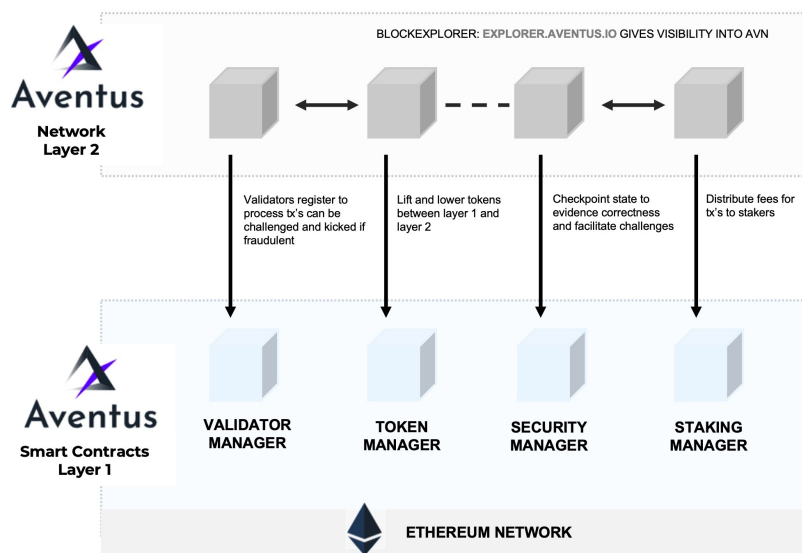 BLOCKEXPLORER: EXPLORER.AVENTUS.IO GIVES VISIBILITY INTO AVN
Aventus
Network
Layer 2
Validators register to
process tx's can be
challenged and kicked if
fraudulent
Lift and lower tokens
between layer 1 and
layer 2
Checkpoint state to
evidence correctness
and facilitate challenges
Distribute fees for
tx's to stakers
Aventus
Smart Contracts
Layer 1
VALIDATOR
MANAGER
TOKEN
MANAGER
SECURITY
MANAGER
STAKING
MANAGER
ETHEREUM NETWORK